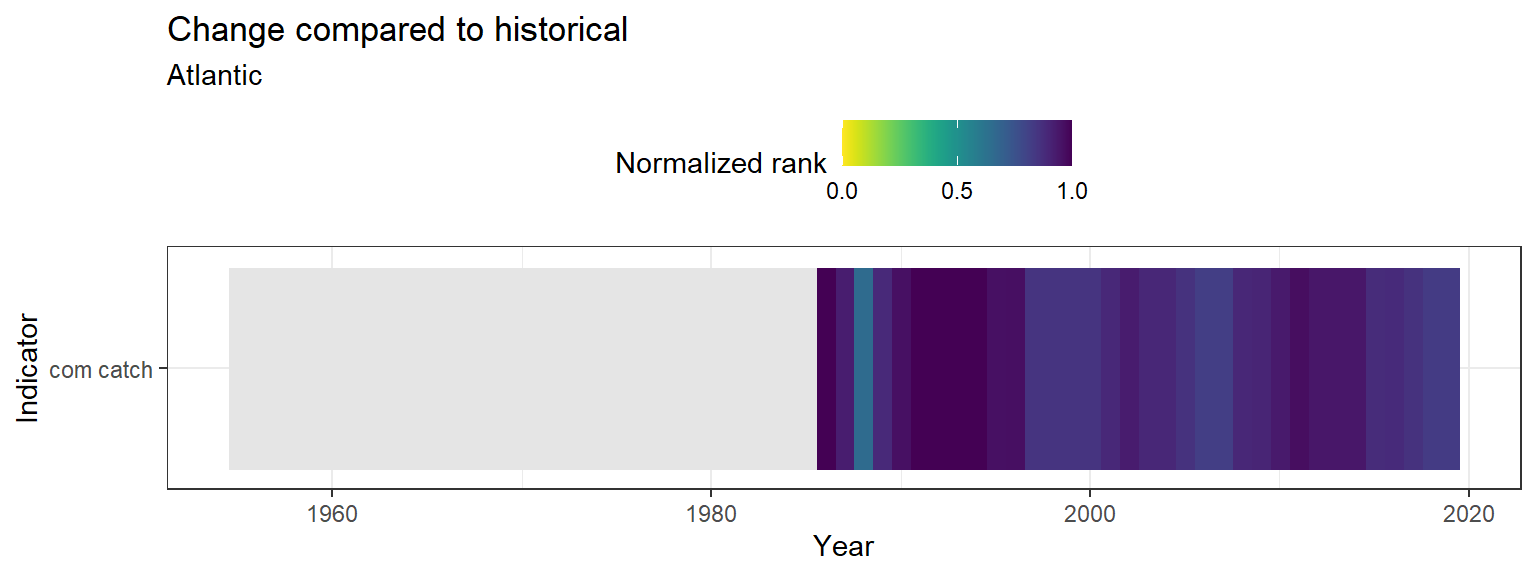 Change compared to historical
Atlantic
Normalized rank
0.0 0.5 1.0
Indicator
com catch
1960 1980 2000 2020
Year